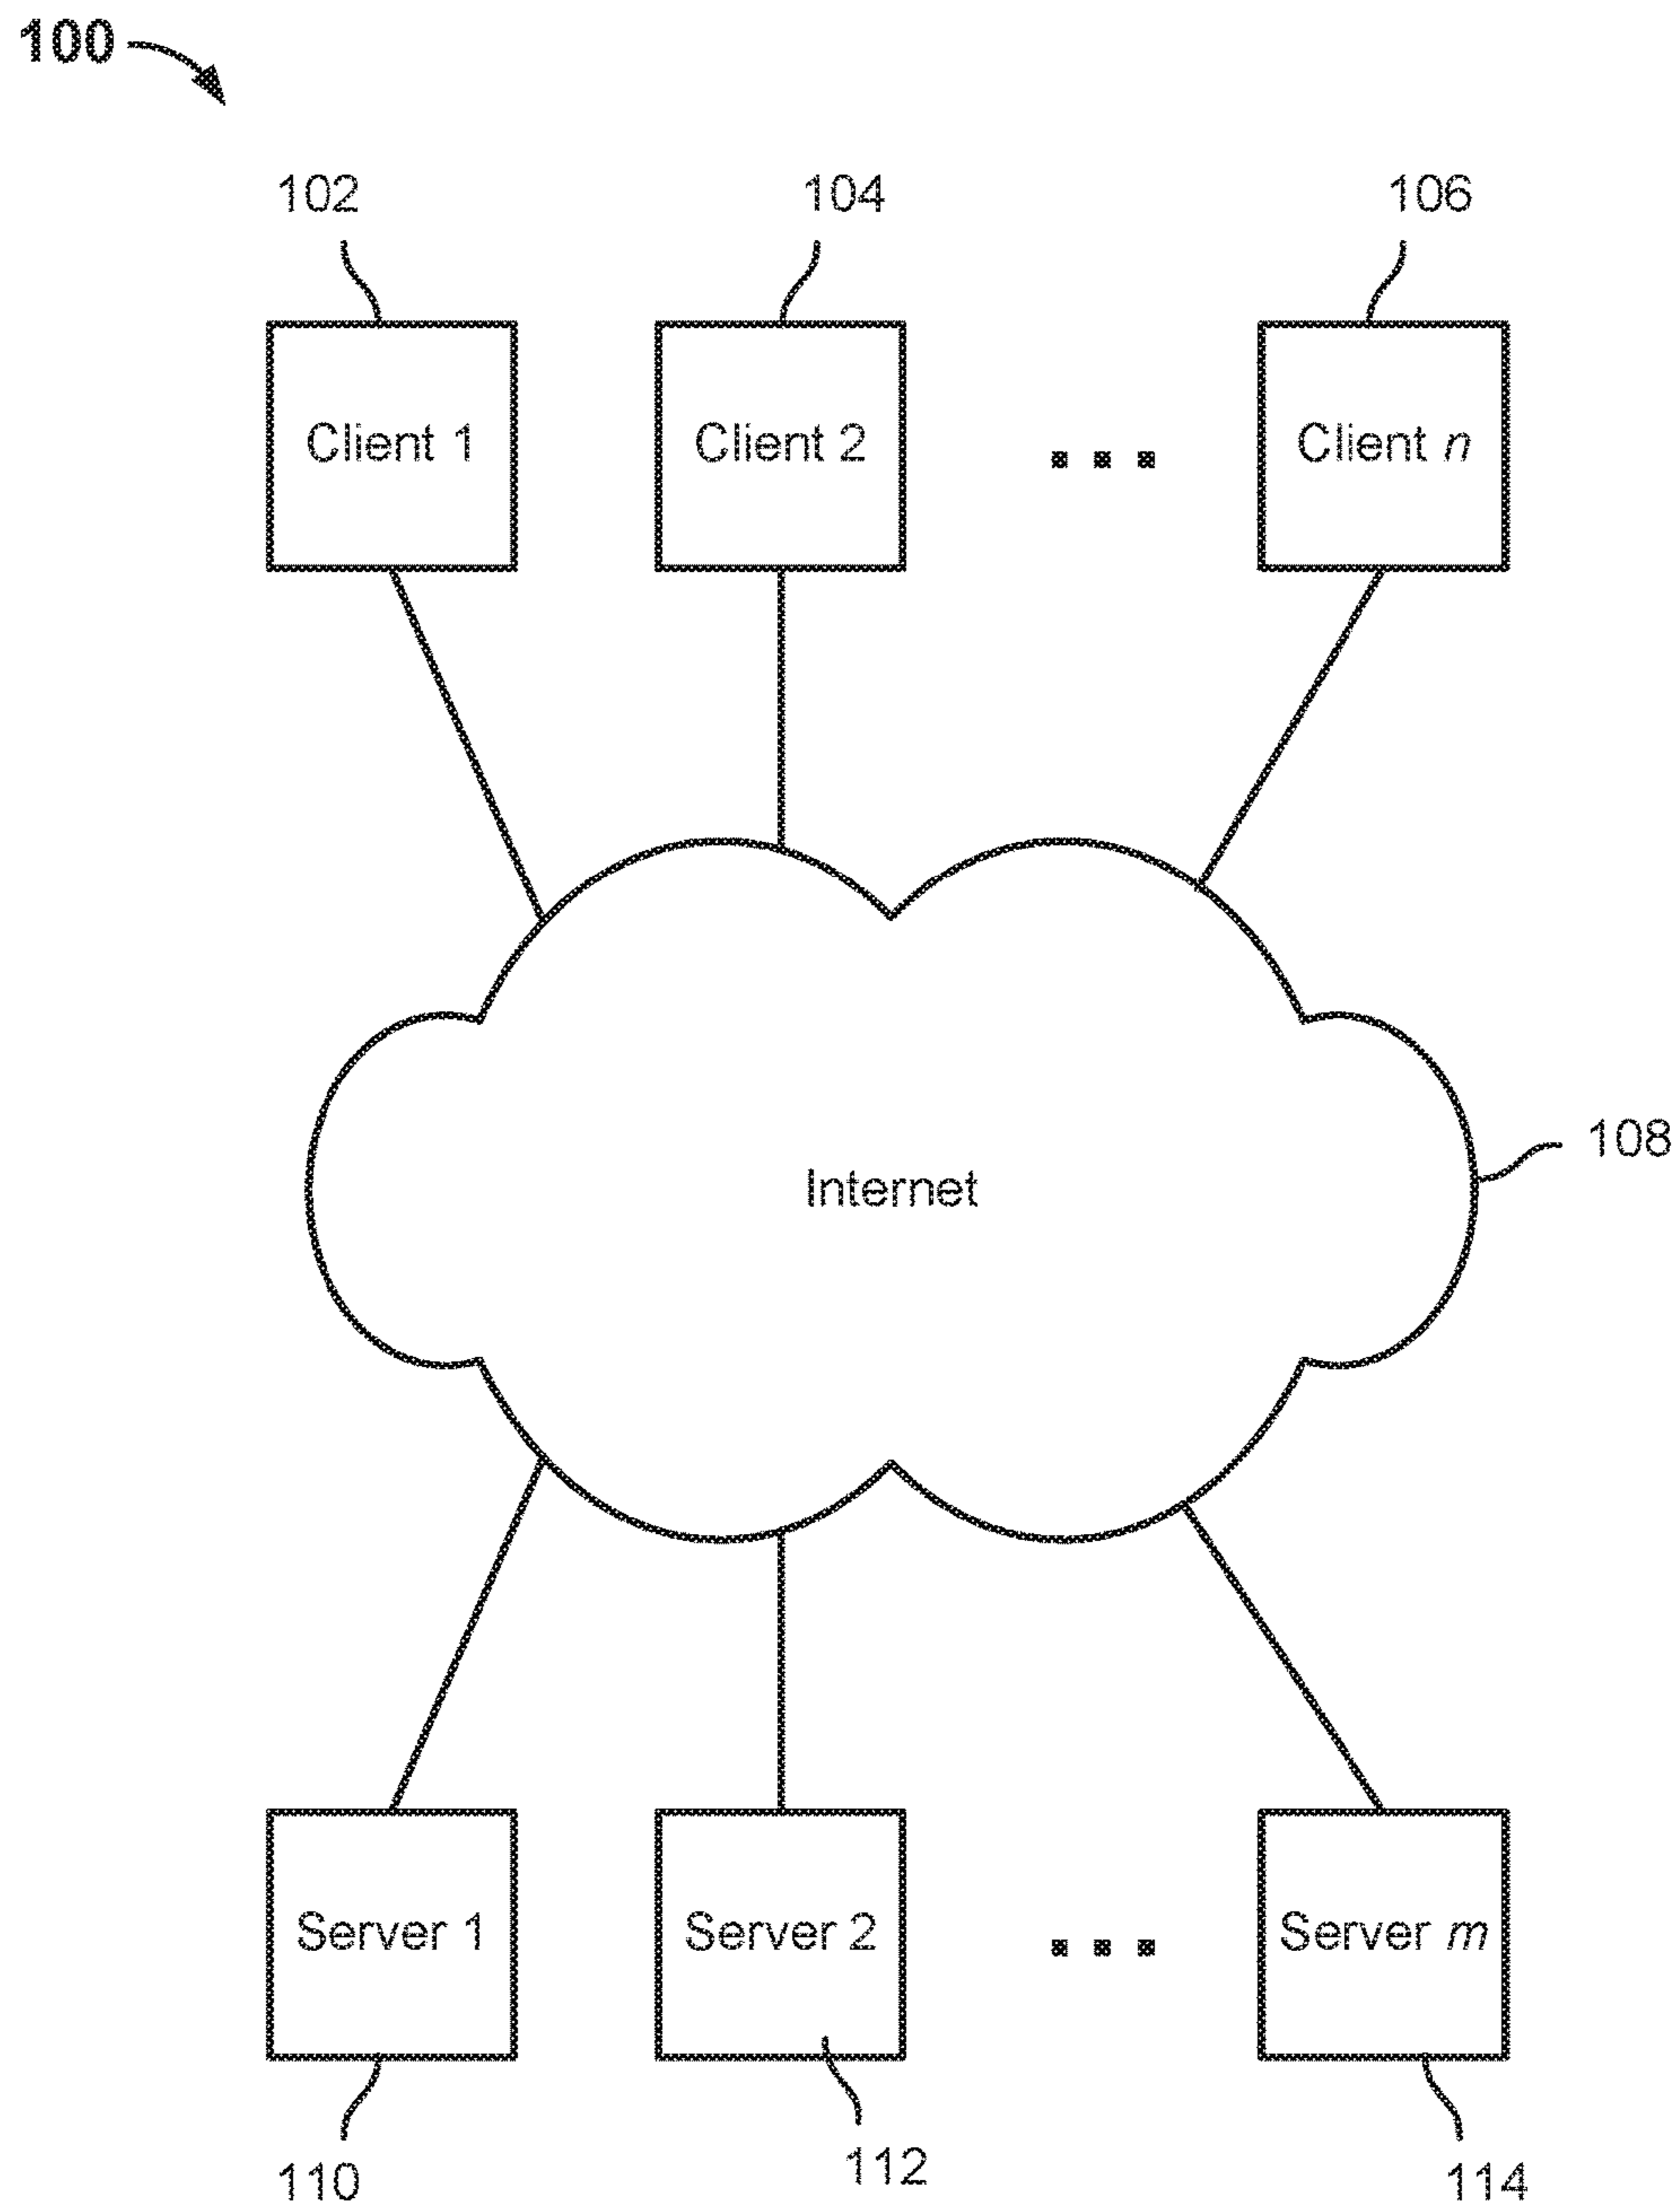 100
102 104 106
Client 1 Client 2 ... Client n
Internet
108
Server 1 Server 2 ... Server m
110 112 114